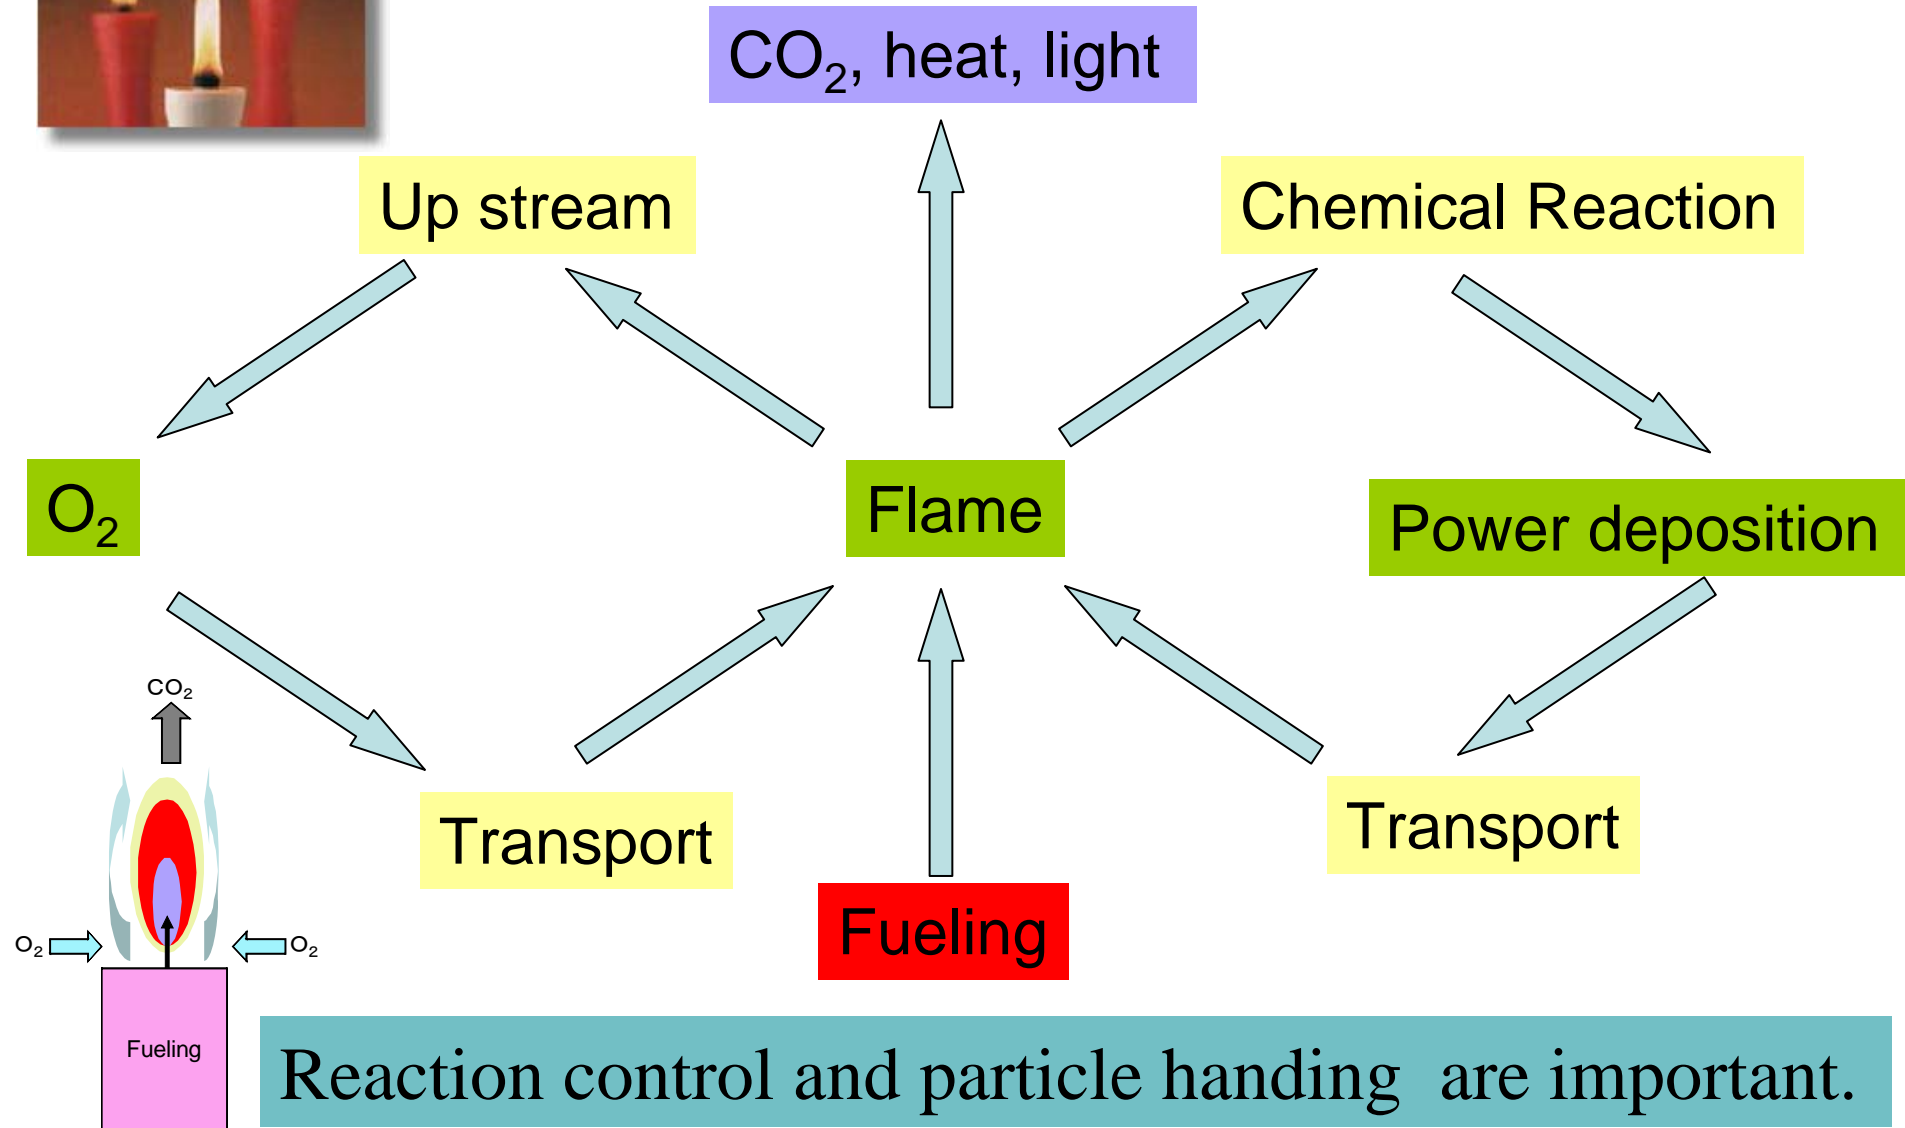 CO₂, heat, light
Up stream
Chemical Reaction
O₂
Flame
Power deposition
CO₂
Transport
Transport
Fueling
O₂
O₂
Fueling
Reaction control and particle handing are important.